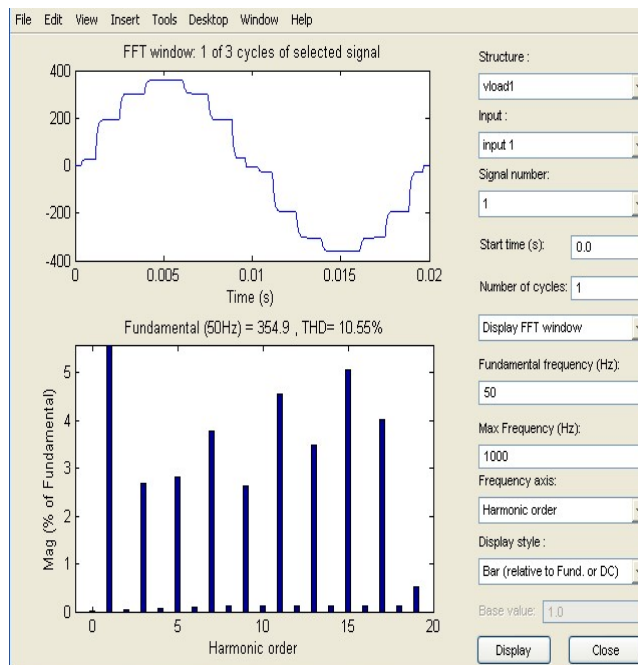 File Edit View Insert Tools Desktop Window Help
FFT window: 1 of 3 cycles of selected signal
400
200
0
-200
-400
0 0.005 0.01 0.015 0.02
Time (s)
Fundamental (50Hz) = 354.9 , THD= 10.55%
Mag (% of Fundamental)
5
4
3
2
1
0
0 5 10 15 20
Harmonic order
Structure :
vload1
Input :
input 1
Signal number:
1
Start time (s): 0.0
Number of cycles: 1
Display FFT window
Fundamental frequency (Hz):
50
Max Frequency (Hz):
1000
Frequency axis:
Harmonic order
Display style :
Bar (relative to Fund. or DC)
Base value: 1.0
Display Close